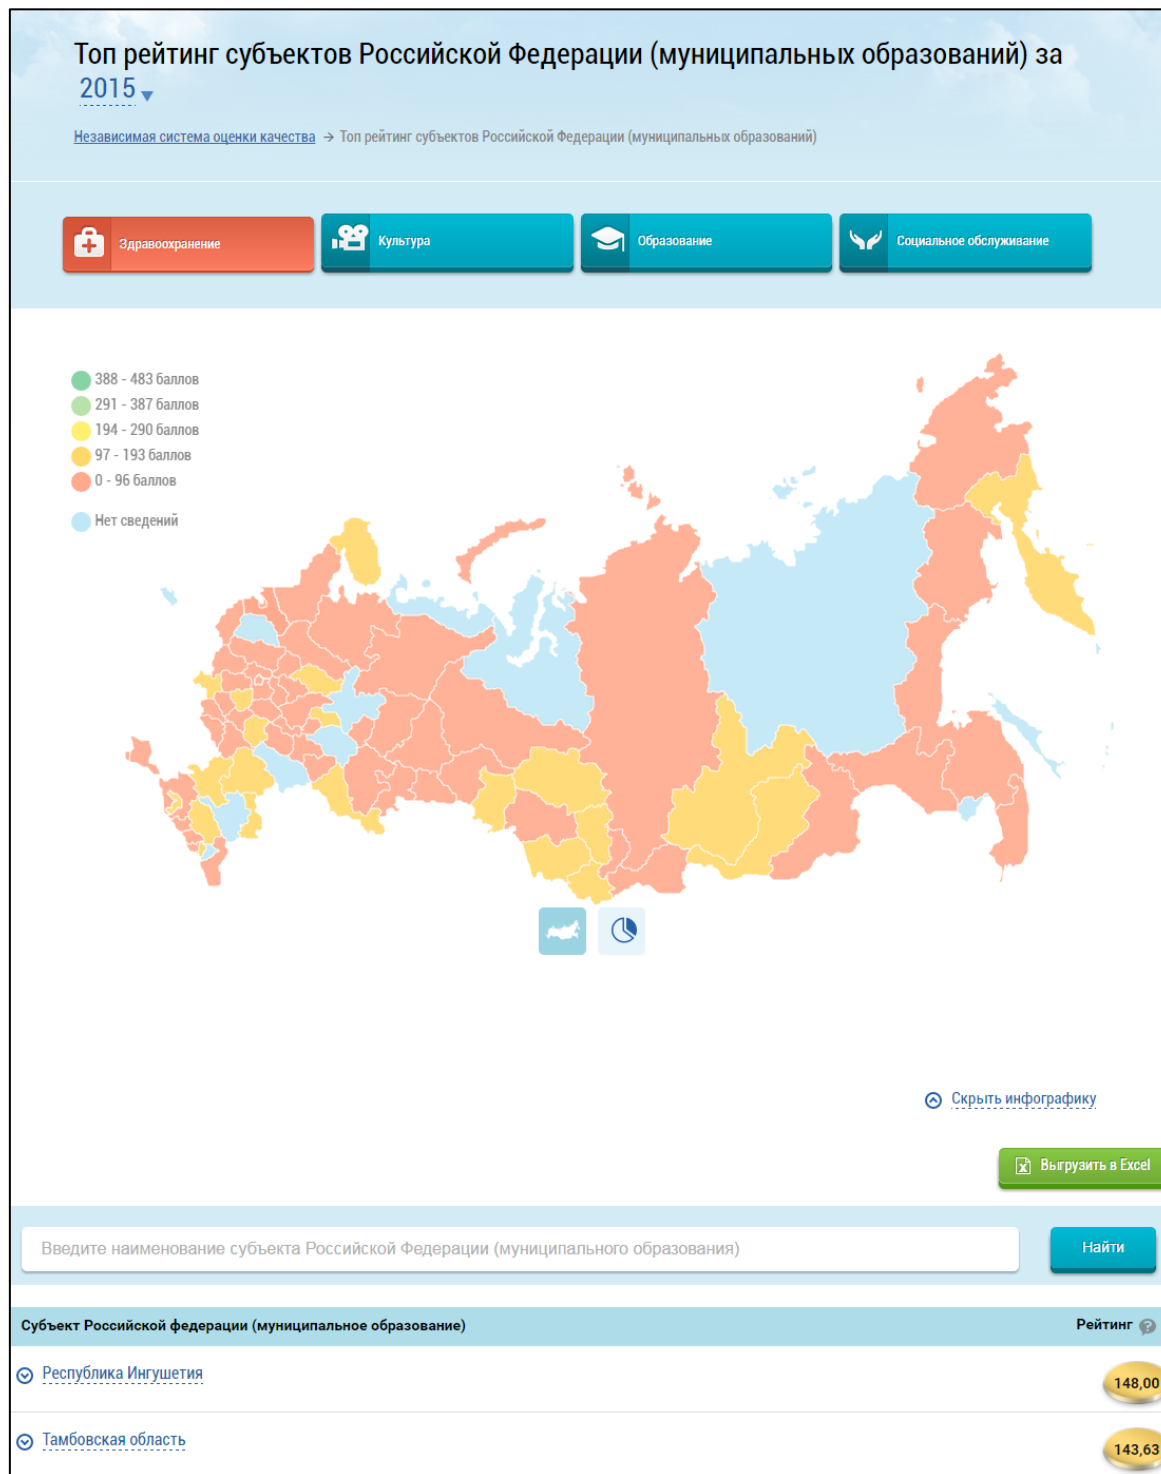 Топ рейтинг субъектов Российской Федерации (муниципальных образований) за
2015
Независимая система оценки качества → Топ рейтинг субъектов Российской Федерации (муниципальных образований)
Здравоохранение
Культура
Образование
Социальное обслуживание
388 - 483 баллов
291 - 387 баллов
194 - 290 баллов
97 - 193 баллов
0 - 96 баллов
Нет сведений
Скрыть инфографику
Выгрузить в Excel
Введите наименование субъекта Российской Федерации (муниципального образования)
Найти
Субъект Российской федерации (муниципальное образование)
Рейтинг ?
Республика Ингушетия
148,00
Тамбовская область
143,63